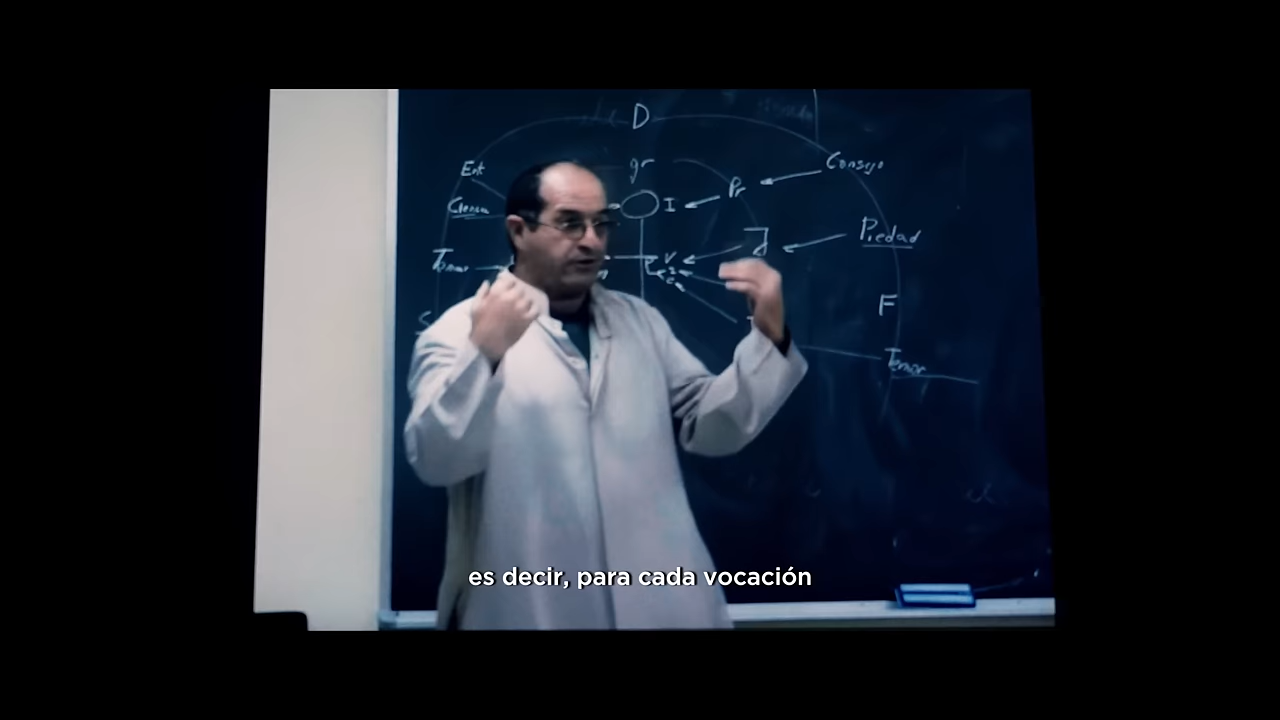 D
Ent
gr
Consejo
Pr
Ciencia
I
Piedad
Temor
J
V
F
S
Temor
es decir, para cada vocación